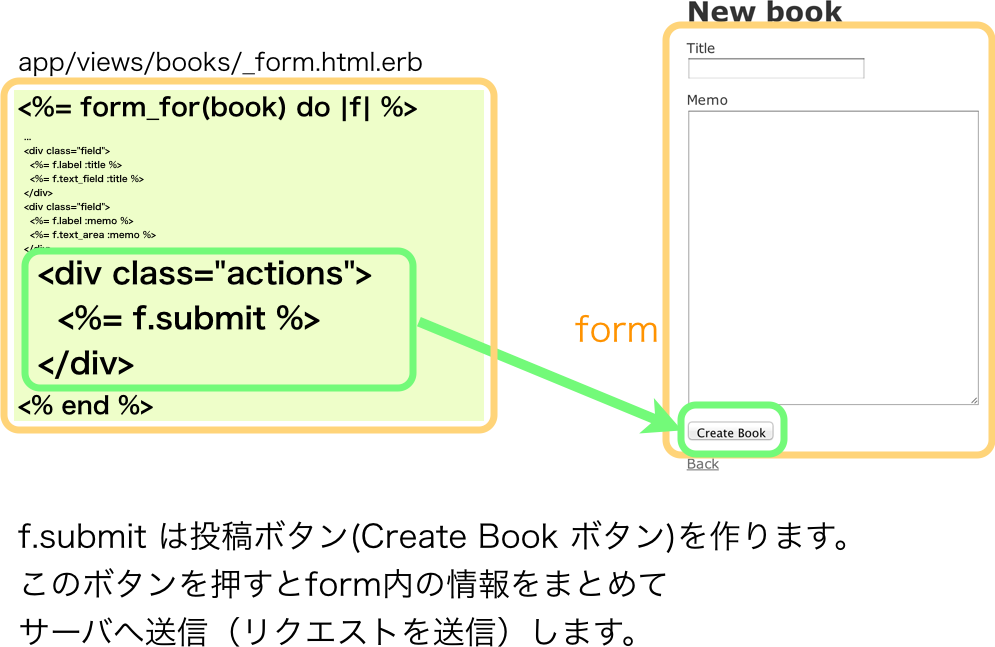 app/views/books/_form.html.erb
<%= form_for(book) do |f| %>
...
<div class="field">
<%= f.label :title %>
<%= f.text_field :title %>
</div>
<div class="field">
<%= f.label :memo %>
<%= f.text_area :memo %>
</div>
<div class="actions">
<%= f.submit %>
</div>
<% end %>
New book
Title
Memo
form
Create Book
Back
f.submit は投稿ボタン(Create Book ボタン)を作ります。
このボタンを押すとform内の情報をまとめて
サーバへ送信（リクエストを送信）します。